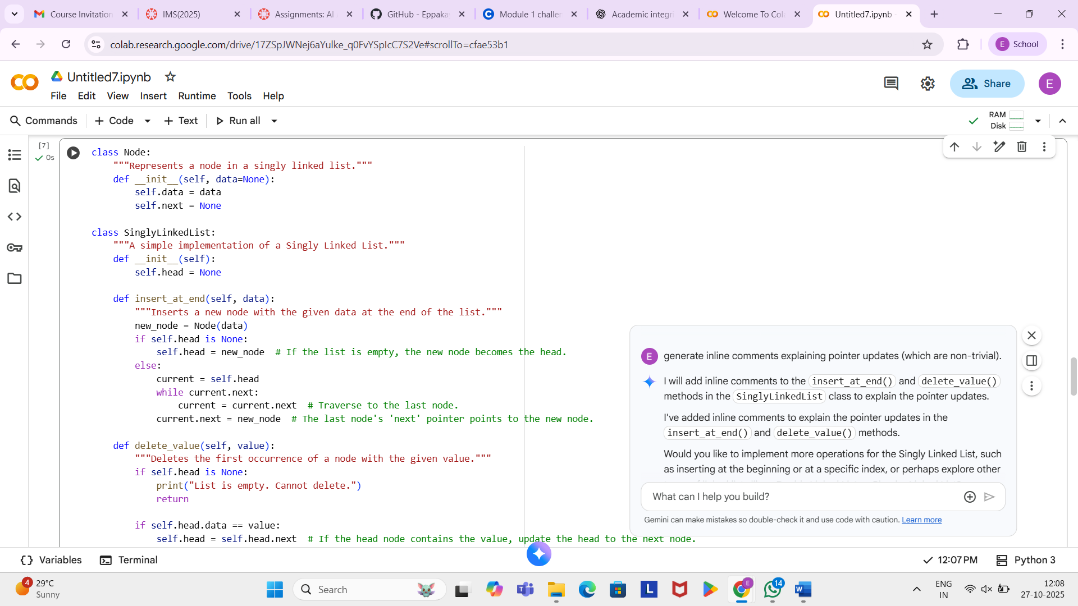 Course Invitation
IMS(2025)
Assignments: AI
GitHub - Eppaka
Module 1 challen
Academic integri
Welcome To Col
Untitled7.ipynb
colab.research.google.com/drive/17ZSpJWNej6aYulke_q0FvYSpIcC7S2Ve#scrollTo=cfae53b1
E School
CO Untitled7.ipynb
File Edit View Insert Runtime Tools Help
Share
E
Commands + Code + Text Run all
RAM
Disk
[7]
0s
class Node:
"""Represents a node in a singly linked list."""
def __init__(self, data=None):
self.data = data
self.next = None
class SinglyLinkedList:
"""A simple implementation of a Singly Linked List."""
def __init__(self):
self.head = None
def insert_at_end(self, data):
"""Inserts a new node with the given data at the end of the list."""
new_node = Node(data)
if self.head is None:
self.head = new_node # If the list is empty, the new node becomes the head.
else:
current = self.head
while current.next:
current = current.next # Traverse to the last node.
current.next = new_node # The last node's 'next' pointer points to the new node.
def delete_value(self, value):
"""Deletes the first occurrence of a node with the given value."""
if self.head is None:
print("List is empty. Cannot delete.")
return
if self.head.data == value:
self.head = self.head.next # If the head node contains the value, update the head to the next node.
E generate inline comments explaining pointer updates (which are non-trivial).
I will add inline comments to the insert_at_end() and delete_value()
methods in the SinglyLinkedList class to explain the pointer updates.
I've added inline comments to explain the pointer updates in the
insert_at_end() and delete_value() methods.
Would you like to implement more operations for the Singly Linked List, such
as inserting at the beginning or at a specific index, or perhaps explore other
What can I help you build?
Gemini can make mistakes so double-check it and use code with caution. Learn more
Variables Terminal
12:07 PM Python 3
4
29°C
Sunny
Search
L
E
14
ENG
IN
12:08
27-10-2025